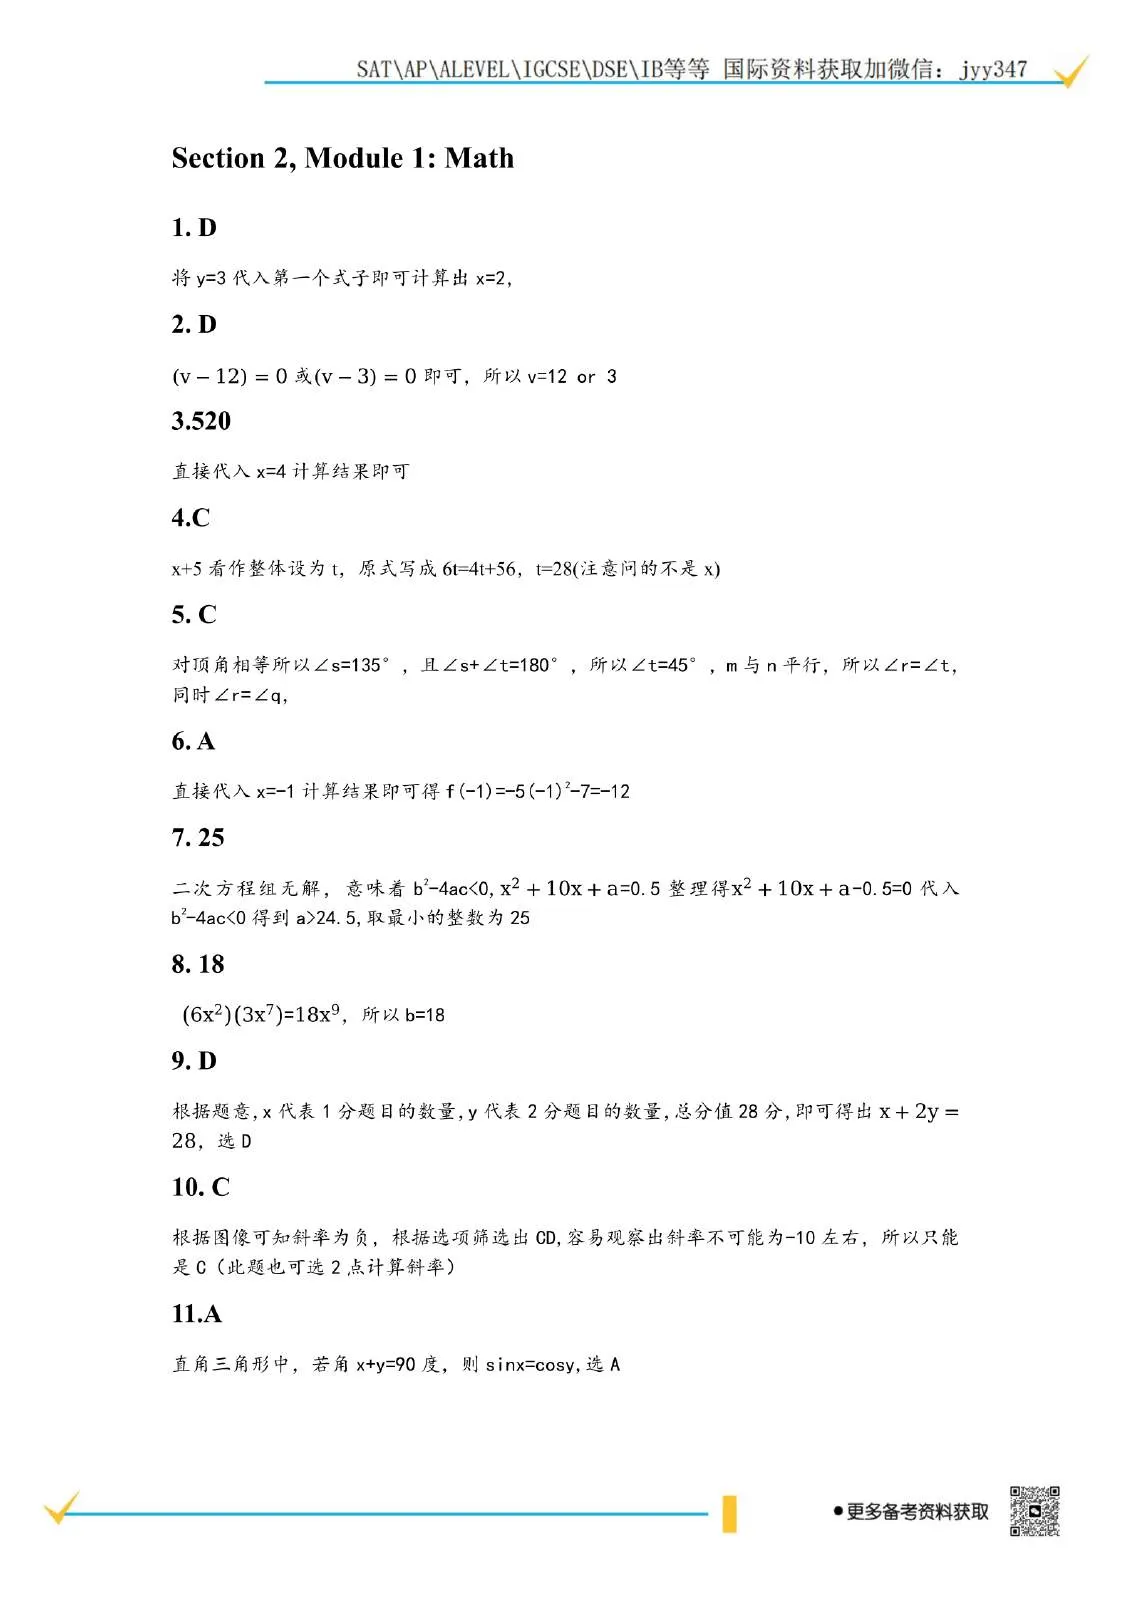 SAT\AP\ALEVEL\IGCSE\DSE\IB等等 国际资料获取加微信：jyy347
Section 2, Module 1: Math
1. D
将 y=3 代入第一个式子即可计算出 x=2，
2. D
(v − 12) = 0 或(v − 3) = 0 即可，所以 v=12 or 3
3.520
直接代入 x=4 计算结果即可
4.C
x+5 看作整体设为 t，原式写成 6t=4t+56，t=28(注意问的不是 x)
5. C
对顶角相等所以∠s=135°，且∠s+∠t=180°，所以∠t=45°，m 与 n 平行，所以∠r=∠t，
同时∠r=∠q，
6. A
直接代入 x=-1 计算结果即可得 f(-1)=-5(-1)²-7=-12
7. 25
二次方程组无解，意味着 b²-4ac<0, x² + 10x + a=0.5 整理得x² + 10x + a-0.5=0 代入
b²-4ac<0 得到 a>24.5,取最小的整数为 25
8. 18
(6x²)(3x⁷)=18x⁹，所以 b=18
9. D
根据题意,x 代表 1 分题目的数量,y 代表 2 分题目的数量,总分值 28 分,即可得出 x + 2y =
28，选 D
10. C
根据图像可知斜率为负，根据选项筛选出 CD,容易观察出斜率不可能为-10 左右，所以只能
是 C（此题也可选 2 点计算斜率）
11.A
直角三角形中，若角 x+y=90 度，则 sinx=cosy,选 A
●更多备考资料获取